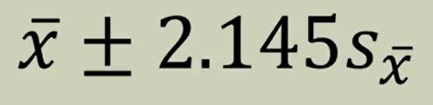 x̄ ± 2.145s_x̄